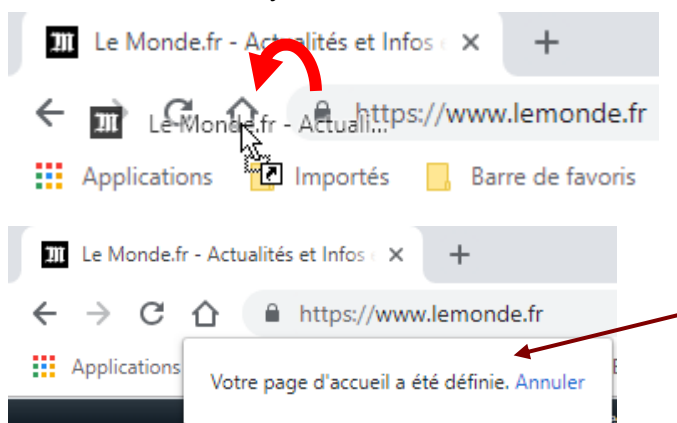 Le Monde.fr - Actualités et Infos
https://www.lemonde.fr
Le Monde.fr - Actuali...
Applications Importés Barre de favoris
Le Monde.fr - Actualités et Infos
https://www.lemonde.fr
Applications
Votre page d'accueil a été définie. Annuler